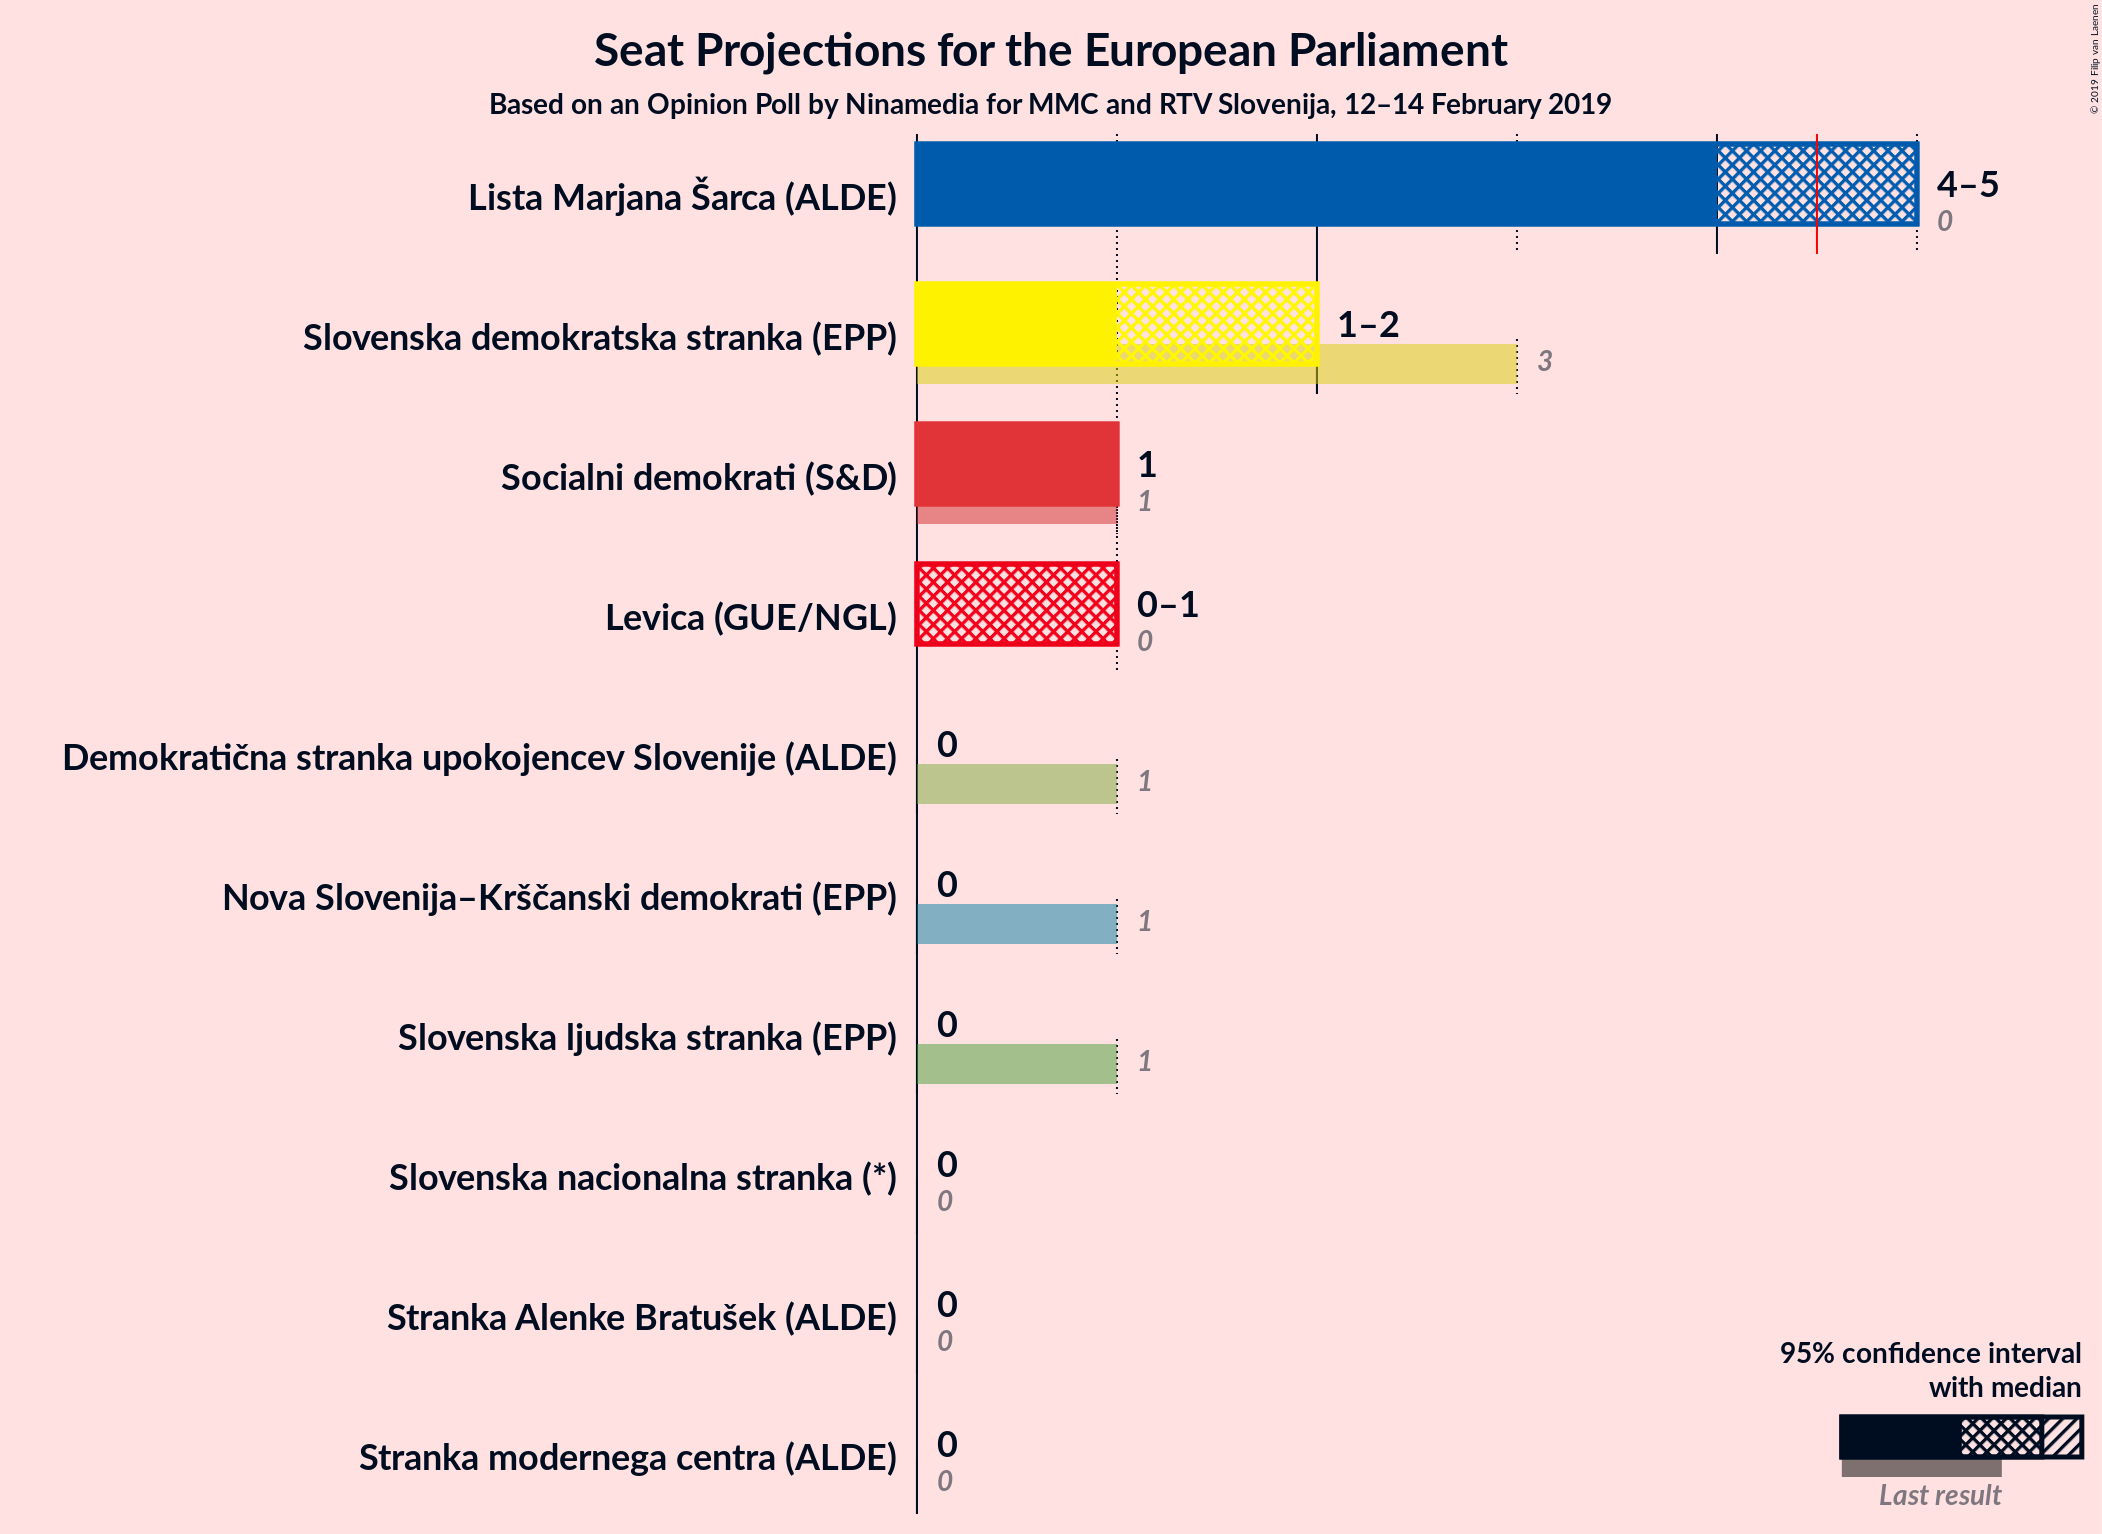 Seat Projections for the European Parliament
Based on an Opinion Poll by Ninamedia for MMC and RTV Slovenija, 12–14 February 2019
© 2019 Filip van Laenen
Lista Marjana Šarca (ALDE)
4–5
0
Slovenska demokratska stranka (EPP)
1–2
3
Socialni demokrati (S&D)
1
1
Levica (GUE/NGL)
0–1
0
Demokratična stranka upokojencev Slovenije (ALDE)
0
1
Nova Slovenija–Krščanski demokrati (EPP)
0
1
Slovenska ljudska stranka (EPP)
0
1
Slovenska nacionalna stranka (*)
0
0
Stranka Alenke Bratušek (ALDE)
0
0
Stranka modernega centra (ALDE)
0
0
95% confidence interval
with median
Last result